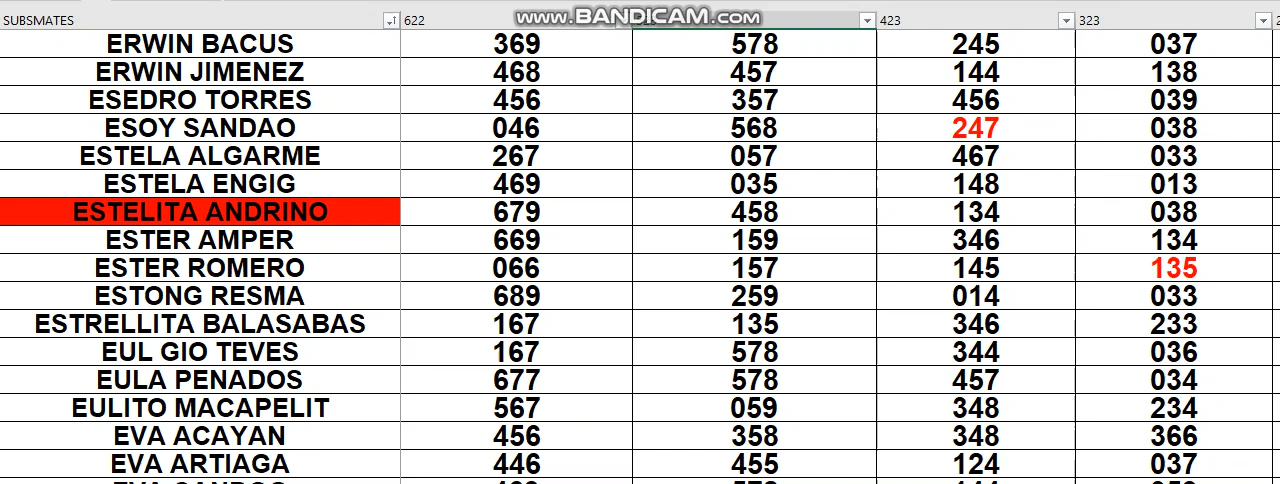 SUBSMATES 622 423 323 2
www.BANDICAM.com
ERWIN BACUS 369 578 245 037
ERWIN JIMENEZ 468 457 144 138
ESEDRO TORRES 456 357 456 039
ESOY SANDAO 046 568 247 038
ESTELA ALGARME 267 057 467 033
ESTELA ENGIG 469 035 148 013
ESTELITA ANDRINO 679 458 134 038
ESTER AMPER 669 159 346 134
ESTER ROMERO 066 157 145 135
ESTONG RESMA 689 259 014 033
ESTRELLITA BALASABAS 167 135 346 233
EUL GIO TEVES 167 578 344 036
EULA PENADOS 677 578 457 034
EULITO MACAPELIT 567 059 348 234
EVA ACAYAN 456 358 348 366
EVA ARTIAGA 446 455 124 037